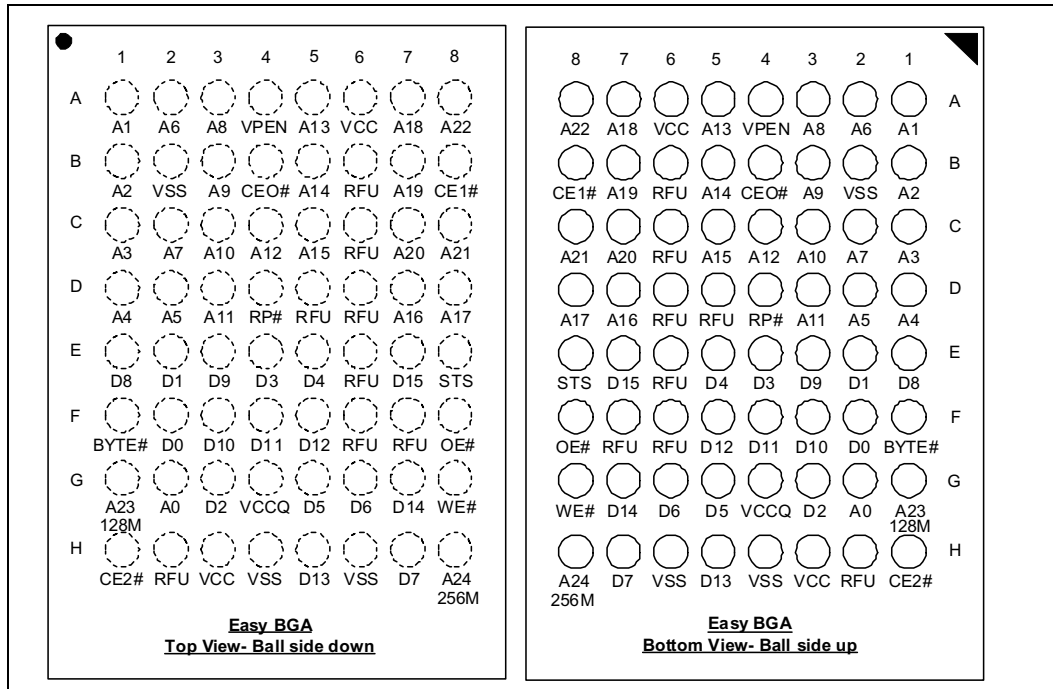 1 2 3 4 5 6 7 8
A
A1 A6 A8 VPEN A13 VCC A18 A22
B
A2 VSS A9 CEO# A14 RFU A19 CE1#
C
A3 A7 A10 A12 A15 RFU A20 A21
D
A4 A5 A11 RP# RFU RFU A16 A17
E
D8 D1 D9 D3 D4 RFU D15 STS
F
BYTE# D0 D10 D11 D12 RFU RFU OE#
G
A23 A0 D2 VCCQ D5 D6 D14 WE#
128M
H
CE2# RFU VCC VSS D13 VSS D7 A24
256M
Easy BGA
Top View- Ball side down
8 7 6 5 4 3 2 1
A
A22 A18 VCC A13 VPEN A8 A6 A1
B
CE1# A19 RFU A14 CEO# A9 VSS A2
C
A21 A20 RFU A15 A12 A10 A7 A3
D
A17 A16 RFU RFU RP# A11 A5 A4
E
STS D15 RFU D4 D3 D9 D1 D8
F
OE# RFU RFU D12 D11 D10 D0 BYTE#
G
WE# D14 D6 D5 VCCQ D2 A0 A23
128M
H
A24 D7 VSS D13 VSS VCC RFU CE2#
256M
Easy BGA
Bottom View- Ball side up